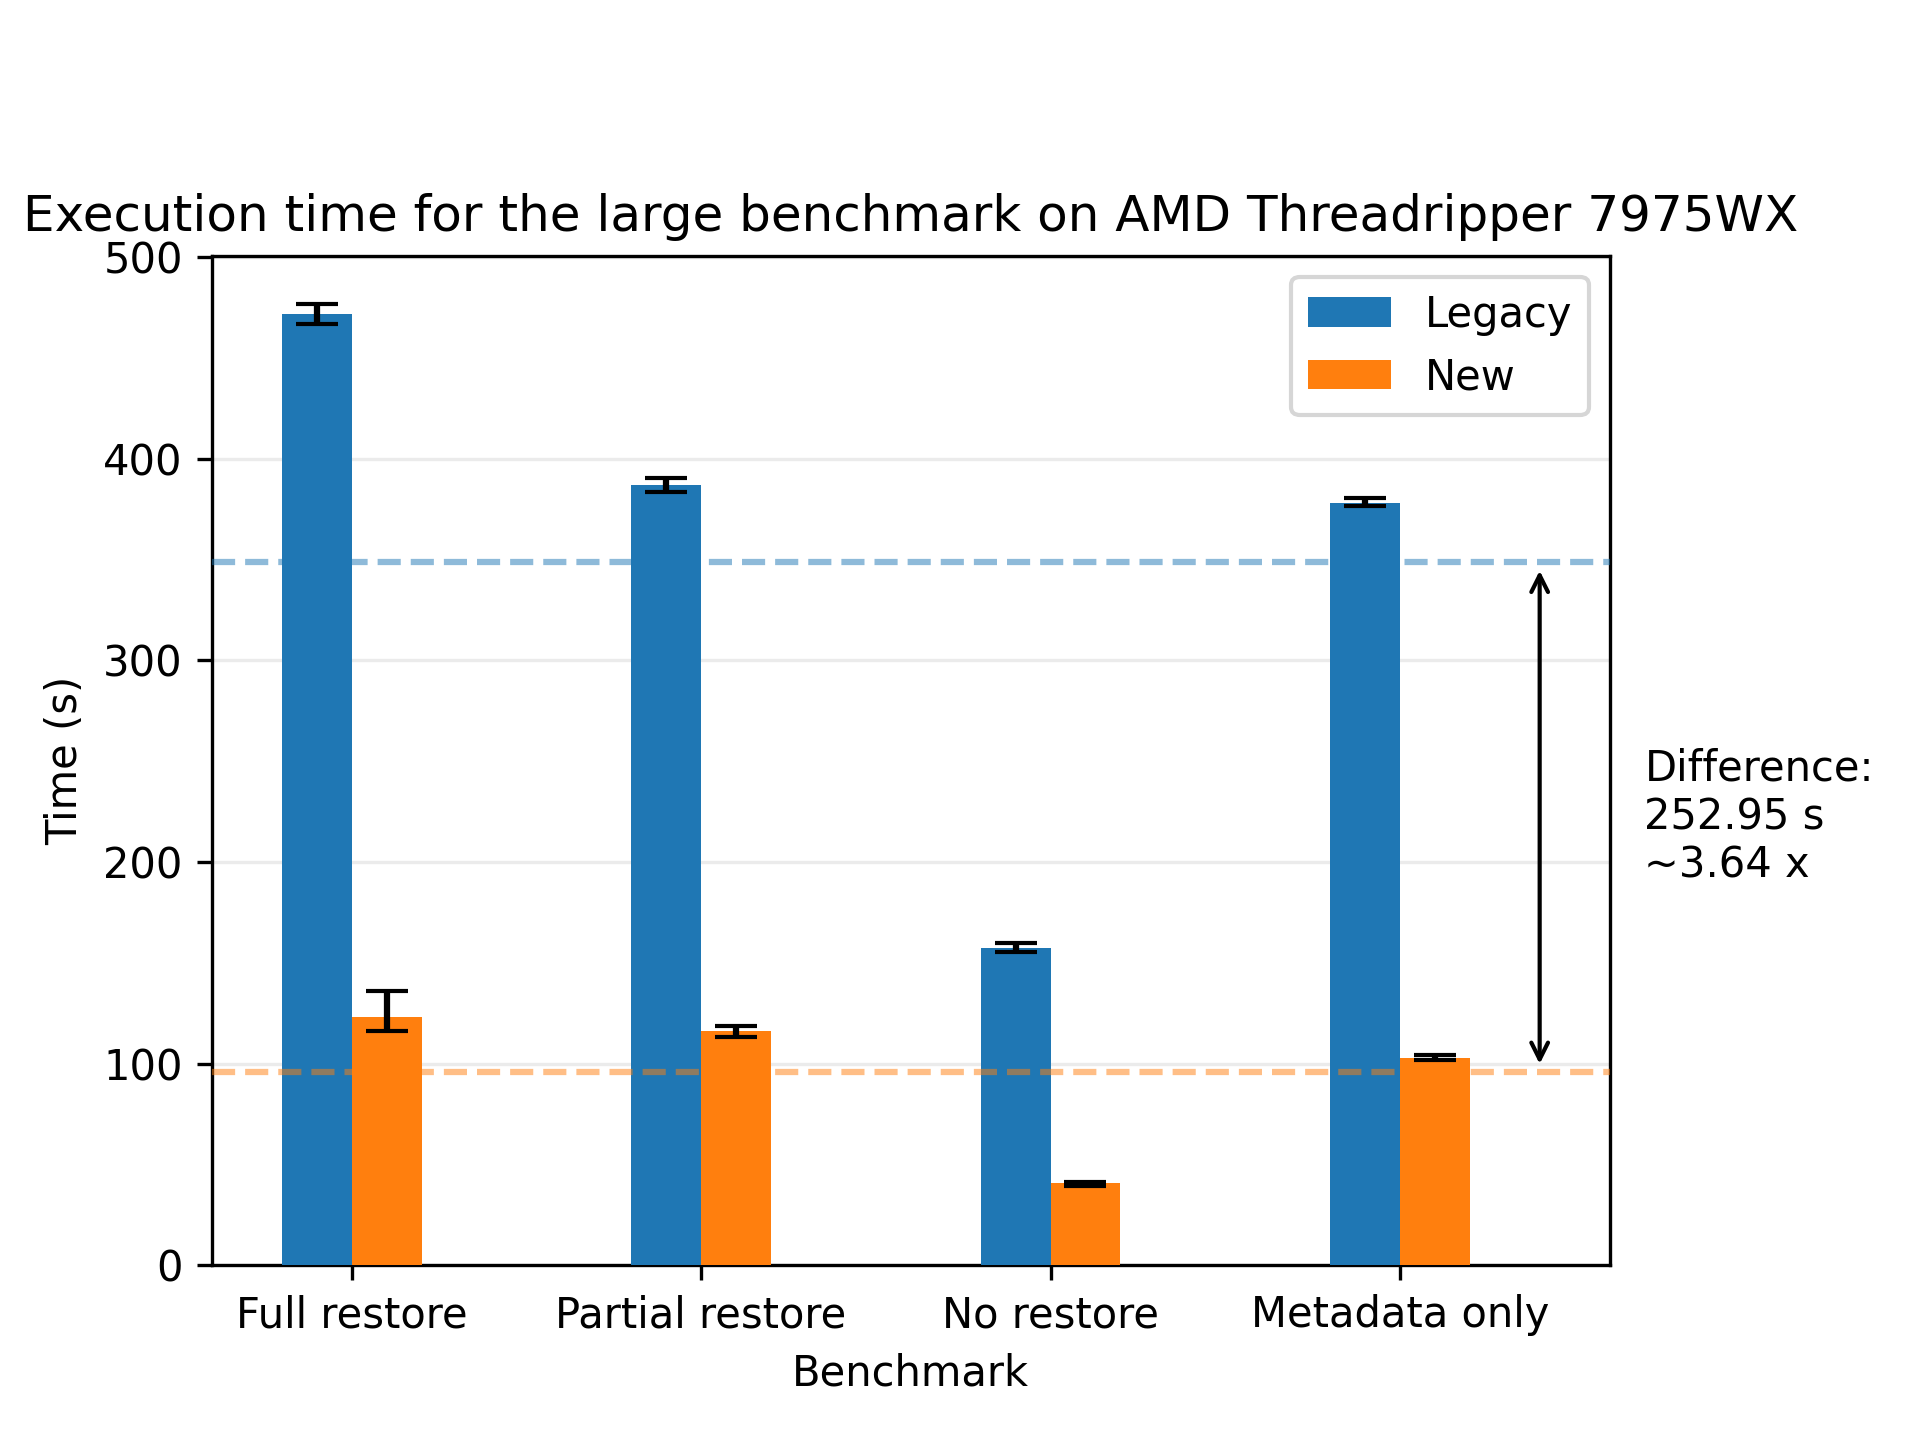 Execution time for the large benchmark on AMD Threadripper 7975WX
500
400
300
200
100
0
Time (s)
Legacy
New
Difference:
252.95 s
~3.64 x
Full restore
Partial restore
No restore
Metadata only
Benchmark